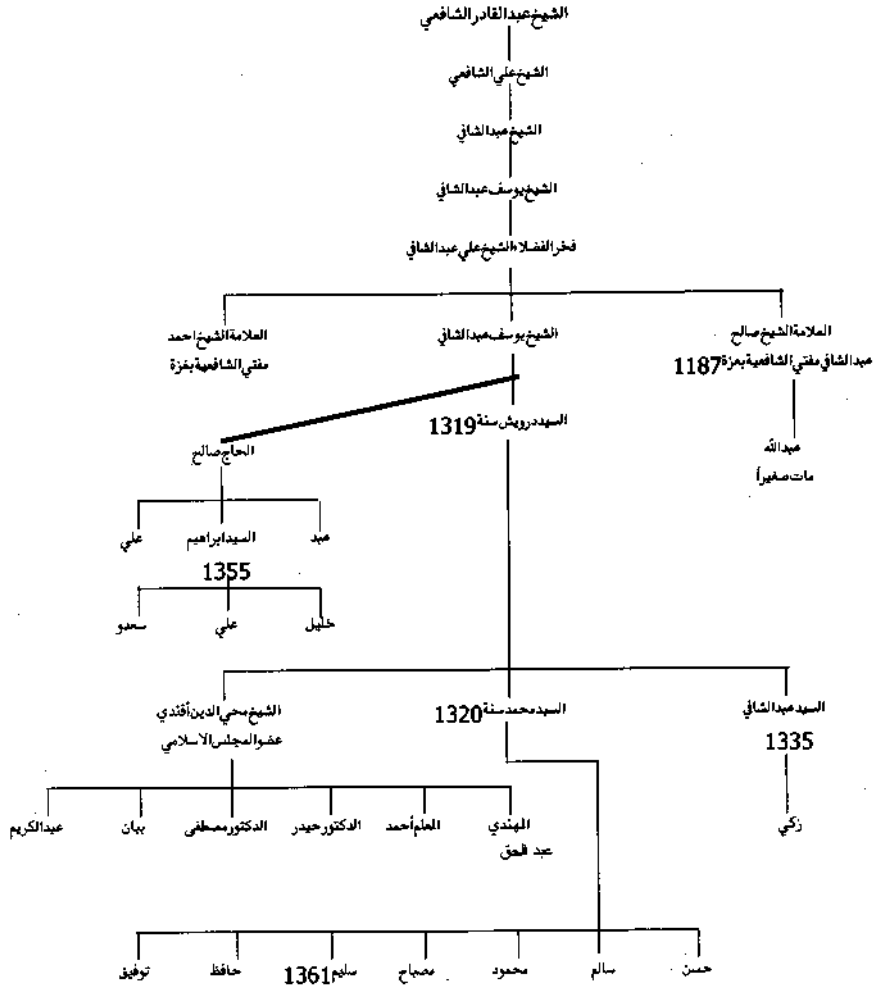 الشيخ عبدالقادر الشافعي
الشيخ علي الشافعي
الشيخ عبدالشافي
الشيخ يوسف عبدالشافي
فخر الفضلاء الشيخ علي عبدالشافي
العلامة الشيخ صالح
عبدالشافي مفتي الشافعية بغزة 1187
الشيخ يوسف عبدالشافي
العلامة الشيخ احمد
مفتي الشافعية بغزة
عبدالله
مات صغيراً
السيد درويش سنة 1319
الحاج صالح
عبد
السيد ابراهيم
1355
علي
خليل
علي
سعدو
السيد عبدالشافي
1335
السيد محمد سنة 1320
الشيخ محي الدين أفندي
عضو المجلس الاسلامي
زكي
المهندي
عبد الحق
المعلم أحمد
الدكتور حيدر
الدكتور مصطفى
بيان
عبدالكريم
حسن
سالم
محمود
مصباح
سليم 1361
حافظ
توفيق